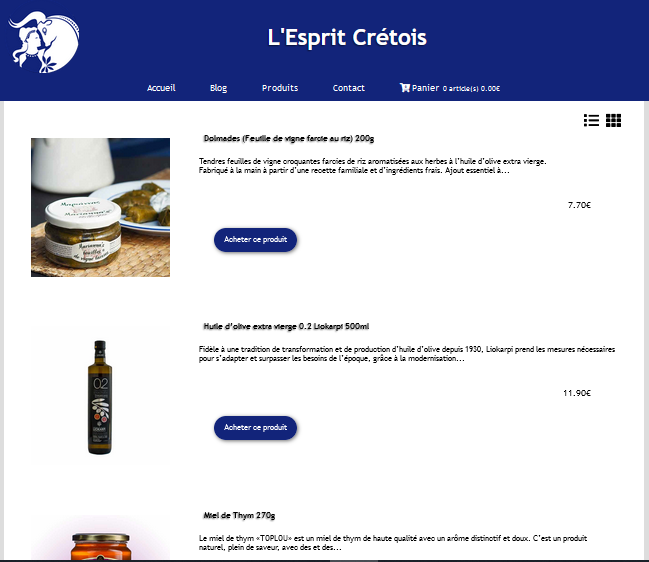 L'Esprit Crétois
Accueil Blog Produits Contact Panier 0 article(s) 0.00€
Dolmades (Feuille de vigne farcie au riz) 200g
Tendres feuilles de vigne croquantes farcies de riz aromatisées aux herbes à l'huile d'olive extra vierge.
Fabriqué à la main à partir d'une recette familiale et d'ingrédients frais. Ajout essentiel à...
7.70€
Acheter ce produit
Huile d'olive extra vierge 0.2 Liokarpi 500ml
Fidèle à une tradition de transformation et de production d'huile d'olive depuis 1930, Liokarpi prend les mesures nécessaires
pour s'adapter et surpasser les besoins de l'époque, grâce à la modernisation...
02
11.90€
Acheter ce produit
Miel de Thym 270g
Le miel de thym «TOPLOU» est un miel de thym de haute qualité avec un arôme distinctif et doux. C'est un produit
naturel, plein de saveur, avec des et des...